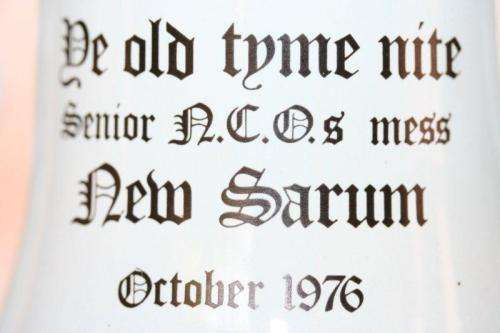 Ye old tyme nite
Senior N.C.O.s mess
New Sarum
October 1976